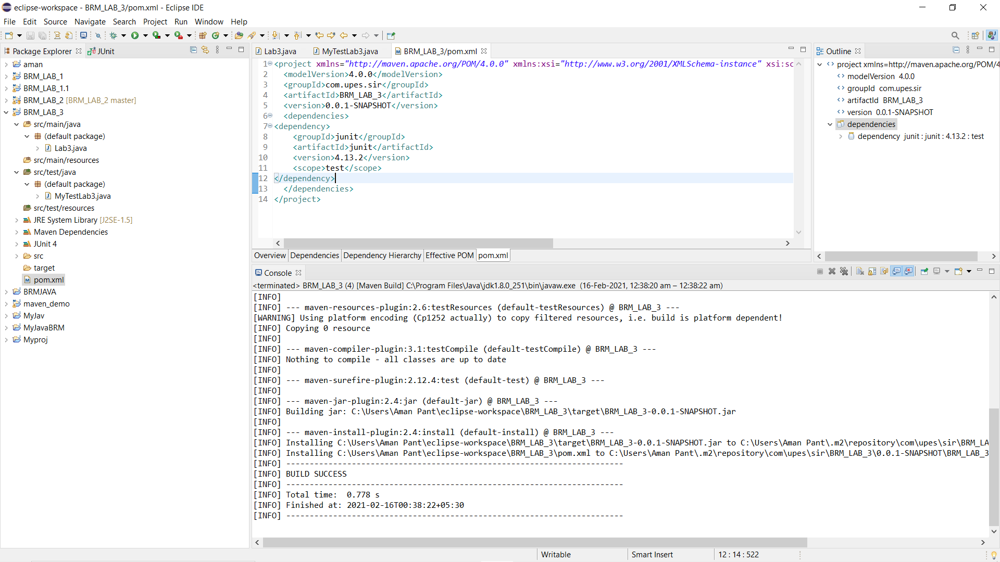 eclipse-workspace - BRM_LAB_3/pom.xml - Eclipse IDE
File Edit Source Navigate Search Project Run Window Help
Package Explorer
JUnit
aman
BRM_LAB_1
BRM_LAB_1.1
BRM_LAB_2 [BRM_LAB_2 master]
BRM_LAB_3
src/main/java
(default package)
Lab3.java
src/main/resources
src/test/java
(default package)
MyTestLab3.java
src/test/resources
JRE System Library [J2SE-1.5]
Maven Dependencies
JUnit 4
src
target
pom.xml
BRMJAVA
maven_demo
MyJav
MyJavaBRM
Myproj
Lab3.java MyTestLab3.java BRM_LAB_3/pom.xml
1 <project xmlns="http://maven.apache.org/POM/4.0.0" xmlns:xsi="http://www.w3.org/2001/XMLSchema-instance" xsi:sc
2 <modelVersion>4.0.0</modelVersion>
3 <groupId>com.upes.sir</groupId>
4 <artifactId>BRM_LAB_3</artifactId>
5 <version>0.0.1-SNAPSHOT</version>
6 <dependencies>
7 <dependency>
8 <groupId>junit</groupId>
9 <artifactId>junit</artifactId>
10 <version>4.13.2</version>
11 <scope>test</scope>
12 </dependency>
13 </dependencies>
14 </project>
Overview Dependencies Dependency Hierarchy Effective POM pom.xml
Outline
project xmlns=http://maven.apache.org/POM/4
modelVersion 4.0.0
groupId com.upes.sir
artifactId BRM_LAB_3
version 0.0.1-SNAPSHOT
dependencies
dependency junit : junit : 4.13.2 : test
Console
<terminated> BRM_LAB_3 (4) [Maven Build] C:\Program Files\Java\jdk1.8.0_251\bin\javaw.exe (16-Feb-2021, 12:38:20 am – 12:38:22 am)
[INFO]
[INFO] --- maven-resources-plugin:2.6:testResources (default-testResources) @ BRM_LAB_3 ---
[WARNING] Using platform encoding (Cp1252 actually) to copy filtered resources, i.e. build is platform dependent!
[INFO] Copying 0 resource
[INFO]
[INFO] --- maven-compiler-plugin:3.1:testCompile (default-testCompile) @ BRM_LAB_3 ---
[INFO] Nothing to compile - all classes are up to date
[INFO]
[INFO] --- maven-surefire-plugin:2.12.4:test (default-test) @ BRM_LAB_3 ---
[INFO]
[INFO] --- maven-jar-plugin:2.4:jar (default-jar) @ BRM_LAB_3 ---
[INFO] Building jar: C:\Users\Aman Pant\eclipse-workspace\BRM_LAB_3\target\BRM_LAB_3-0.0.1-SNAPSHOT.jar
[INFO]
[INFO] --- maven-install-plugin:2.4:install (default-install) @ BRM_LAB_3 ---
[INFO] Installing C:\Users\Aman Pant\eclipse-workspace\BRM_LAB_3\target\BRM_LAB_3-0.0.1-SNAPSHOT.jar to C:\Users\Aman Pant\.m2\repository\com\upes\sir\BRM_LA
[INFO] Installing C:\Users\Aman Pant\eclipse-workspace\BRM_LAB_3\pom.xml to C:\Users\Aman Pant\.m2\repository\com\upes\sir\BRM_LAB_3\0.0.1-SNAPSHOT\BRM_LAB_3
[INFO] ------------------------------------------------------------------------
[INFO] BUILD SUCCESS
[INFO] ------------------------------------------------------------------------
[INFO] Total time:  0.778 s
[INFO] Finished at: 2021-02-16T00:38:22+05:30
[INFO] ------------------------------------------------------------------------
Writable Smart Insert 12 : 14 : 522